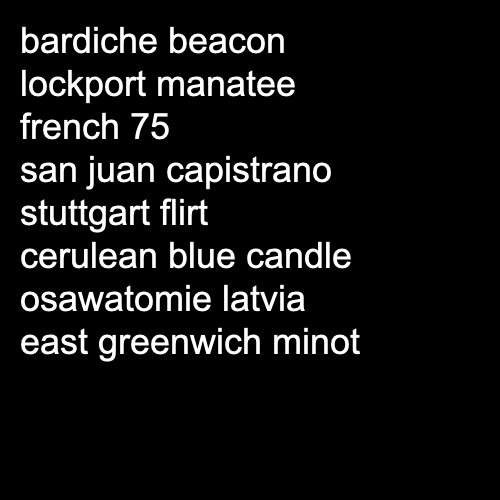 bardiche beacon
lockport manatee
french 75
san juan capistrano
stuttgart flirt
cerulean blue candle
osawatomie latvia
east greenwich minot